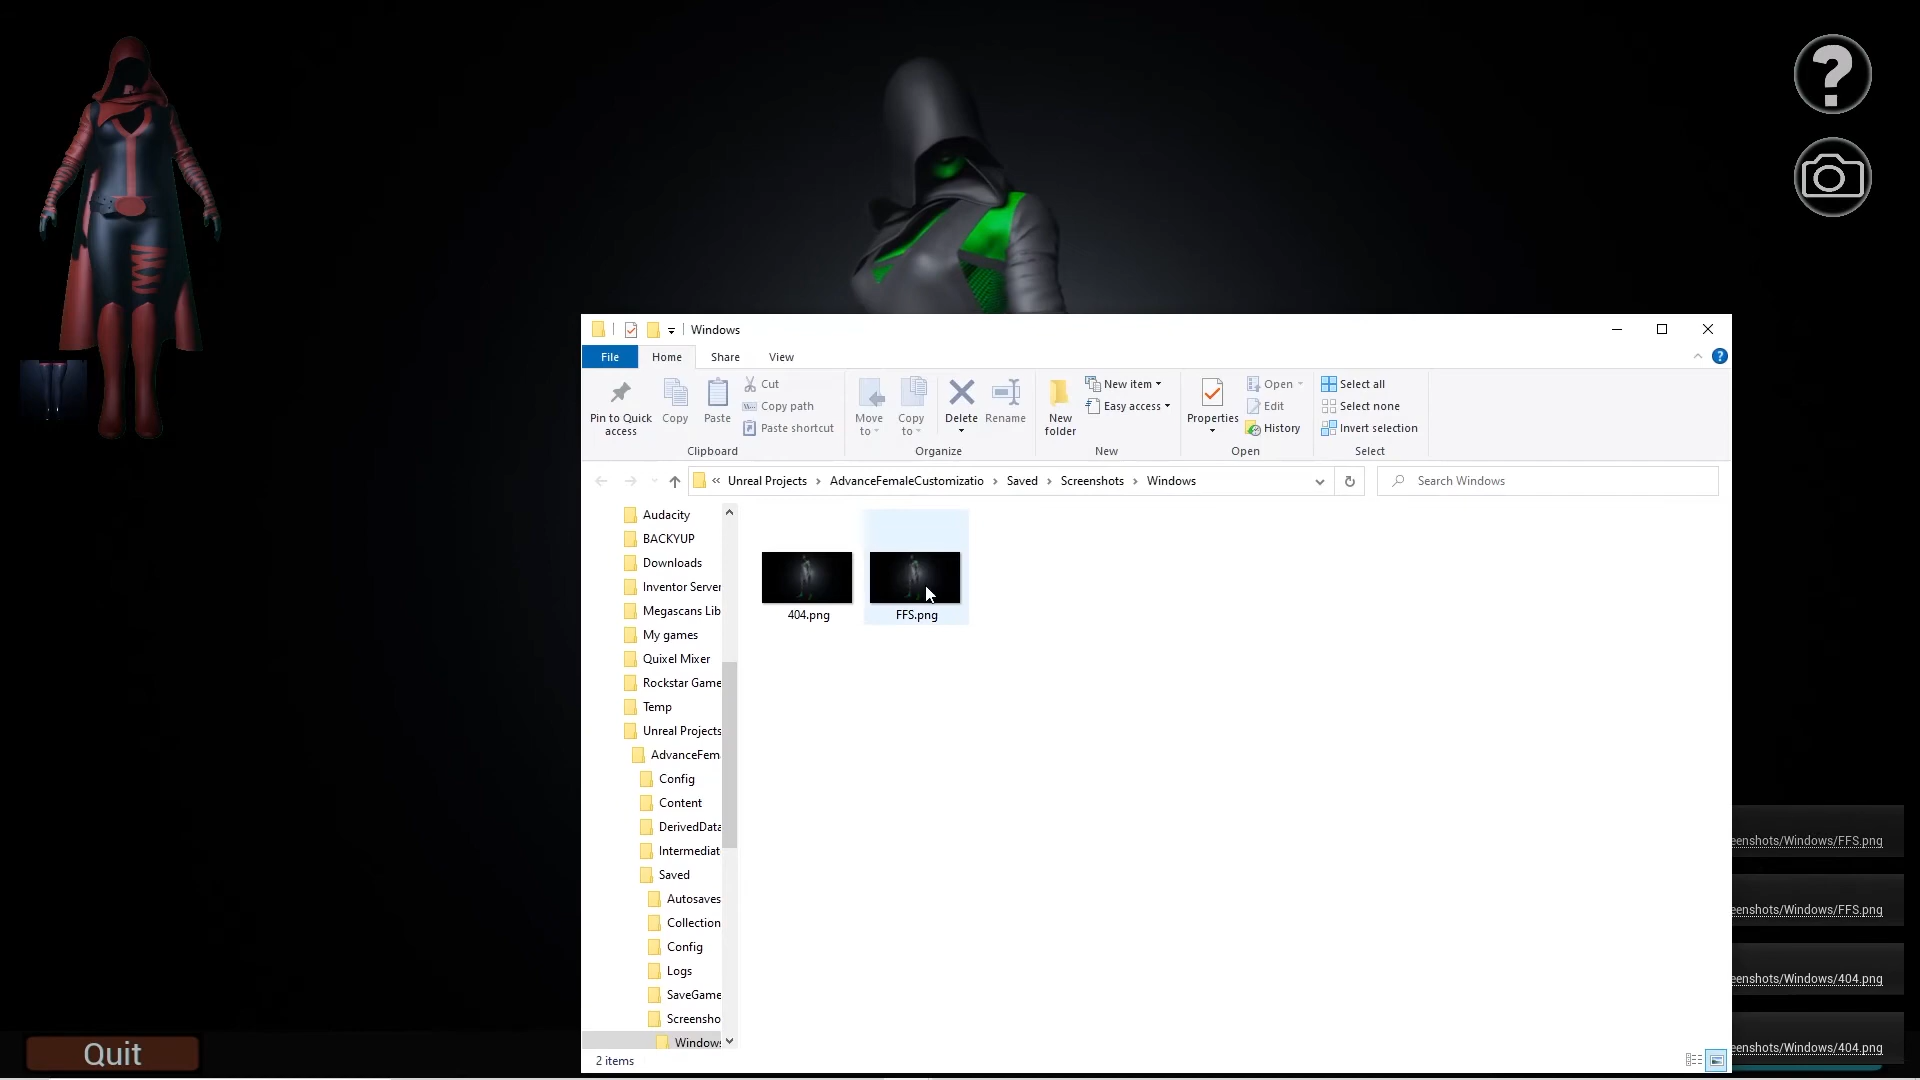 Windows
File Home Share View
Pin to Quick access
Copy
Paste
Cut
Copy path
Paste shortcut
Clipboard
Move to
Copy to
Delete
Rename
Organize
New folder
New item
Easy access
New
Properties
Open
Edit
History
Open
Select all
Select none
Invert selection
Select
« Unreal Projects › AdvanceFemaleCustomizatio › Saved › Screenshots › Windows
Search Windows
Audacity
BACKYUP
Downloads
Inventor Server
Megascans Lib
My games
Quixel Mixer
Rockstar Game
Temp
Unreal Projects
AdvanceFem
Config
Content
DerivedData
Intermediat
Saved
Autosaves
Collection
Config
Logs
SaveGame
Screensho
Windows
404.png
FFS.png
2 items
eenshots/Windows/FFS.png
eenshots/Windows/FFS.png
eenshots/Windows/404.png
eenshots/Windows/404.png
Quit